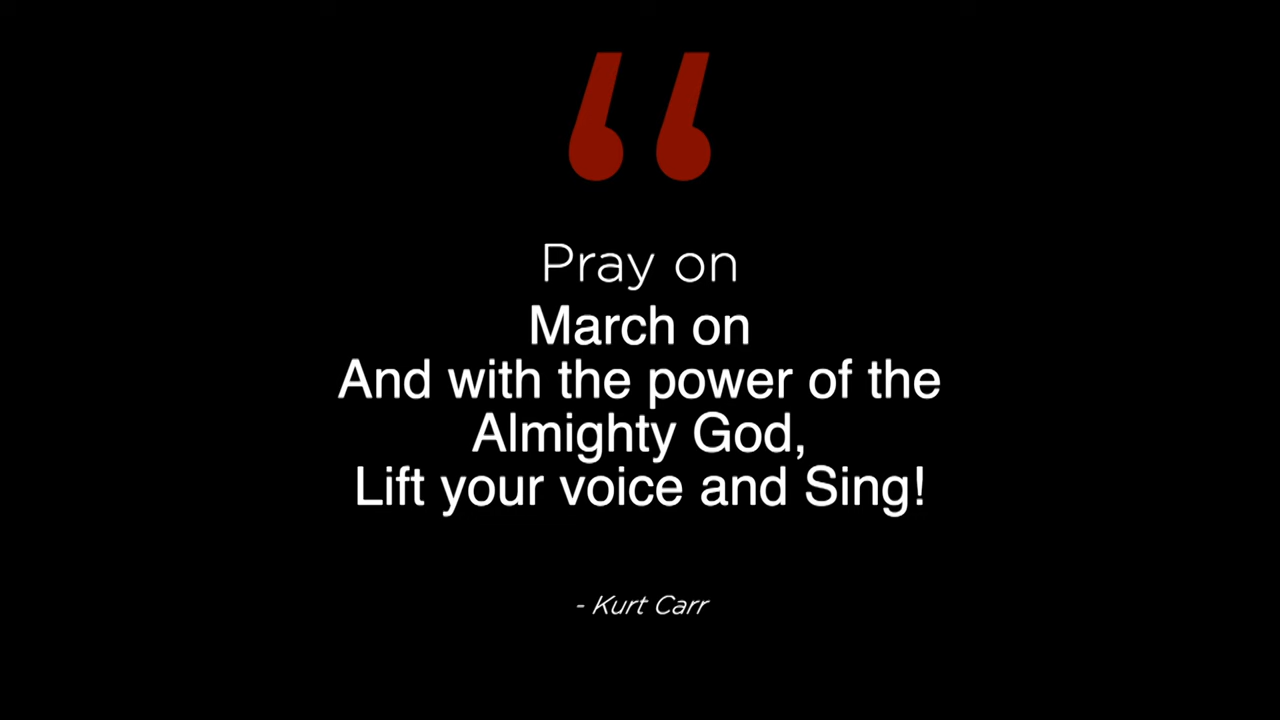 “
Pray on
March on
And with the power of the
Almighty God,
Lift your voice and Sing!
- Kurt Carr